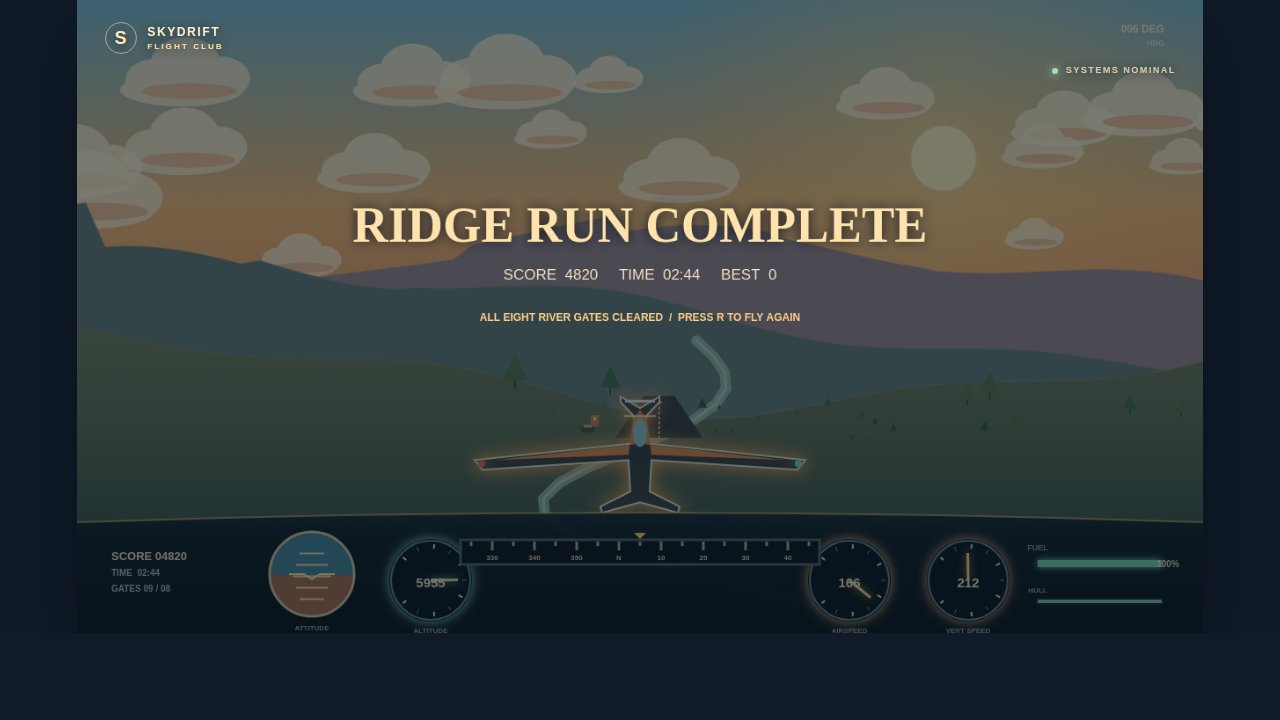 SKYDRIFT
FLIGHT CLUB
006 DEG
HDG
SYSTEMS NOMINAL
RIDGE RUN COMPLETE
SCORE 4820 TIME 02:44 BEST 0
ALL EIGHT RIVER GATES CLEARED / PRESS R TO FLY AGAIN
SCORE 04820
TIME 02:44
GATES 09 / 08
ATTITUDE
5955
ALTITUDE
330 340 350 N 10 20 30 40
166
AIRSPEED
212
VERT SPEED
FUEL
100%
HULL